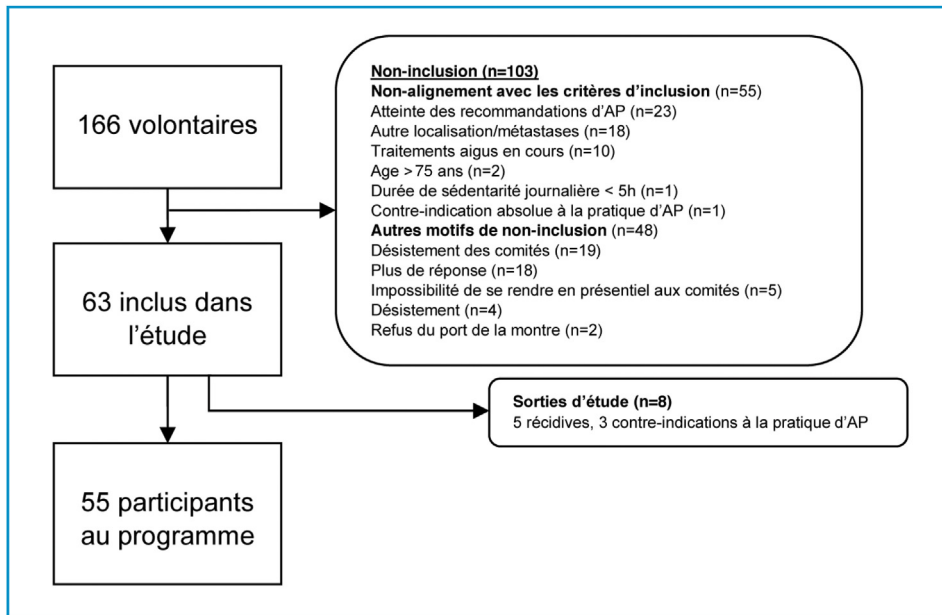 166 volontaires
Non-inclusion (n=103)
Non-alignement avec les critères d'inclusion (n=55)
Atteinte des recommandations d'AP (n=23)
Autre localisation/métastases (n=18)
Traitements aigus en cours (n=10)
Age > 75 ans (n=2)
Durée de sédentarité journalière < 5h (n=1)
Contre-indication absolue à la pratique d'AP (n=1)
Autres motifs de non-inclusion (n=48)
Désistement des comités (n=19)
Plus de réponse (n=18)
Impossibilité de se rendre en présentiel aux comités (n=5)
Désistement (n=4)
Refus du port de la montre (n=2)
63 inclus dans
l'étude
Sorties d'étude (n=8)
5 récidives, 3 contre-indications à la pratique d'AP
55 participants
au programme